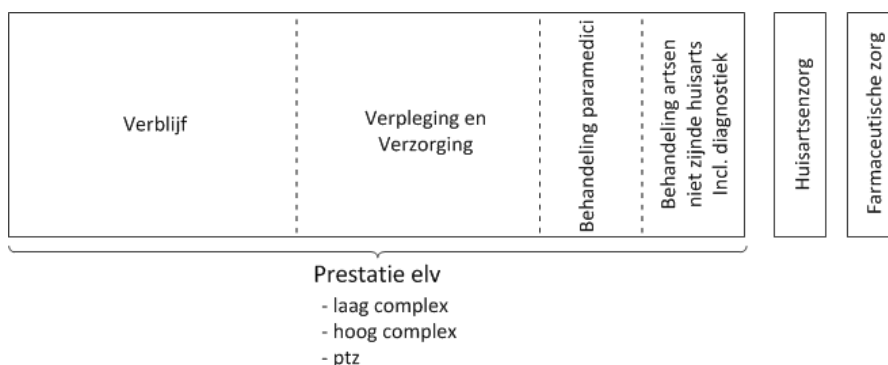 Verblijf
Verpleging en
Verzorging
Behandeling paramedici
Behandeling artsen
niet zijnde huisarts
Incl. diagnostiek
Huisartsenzorg
Farmaceutische zorg
Prestatie elv
- laag complex
- hoog complex
- ptz